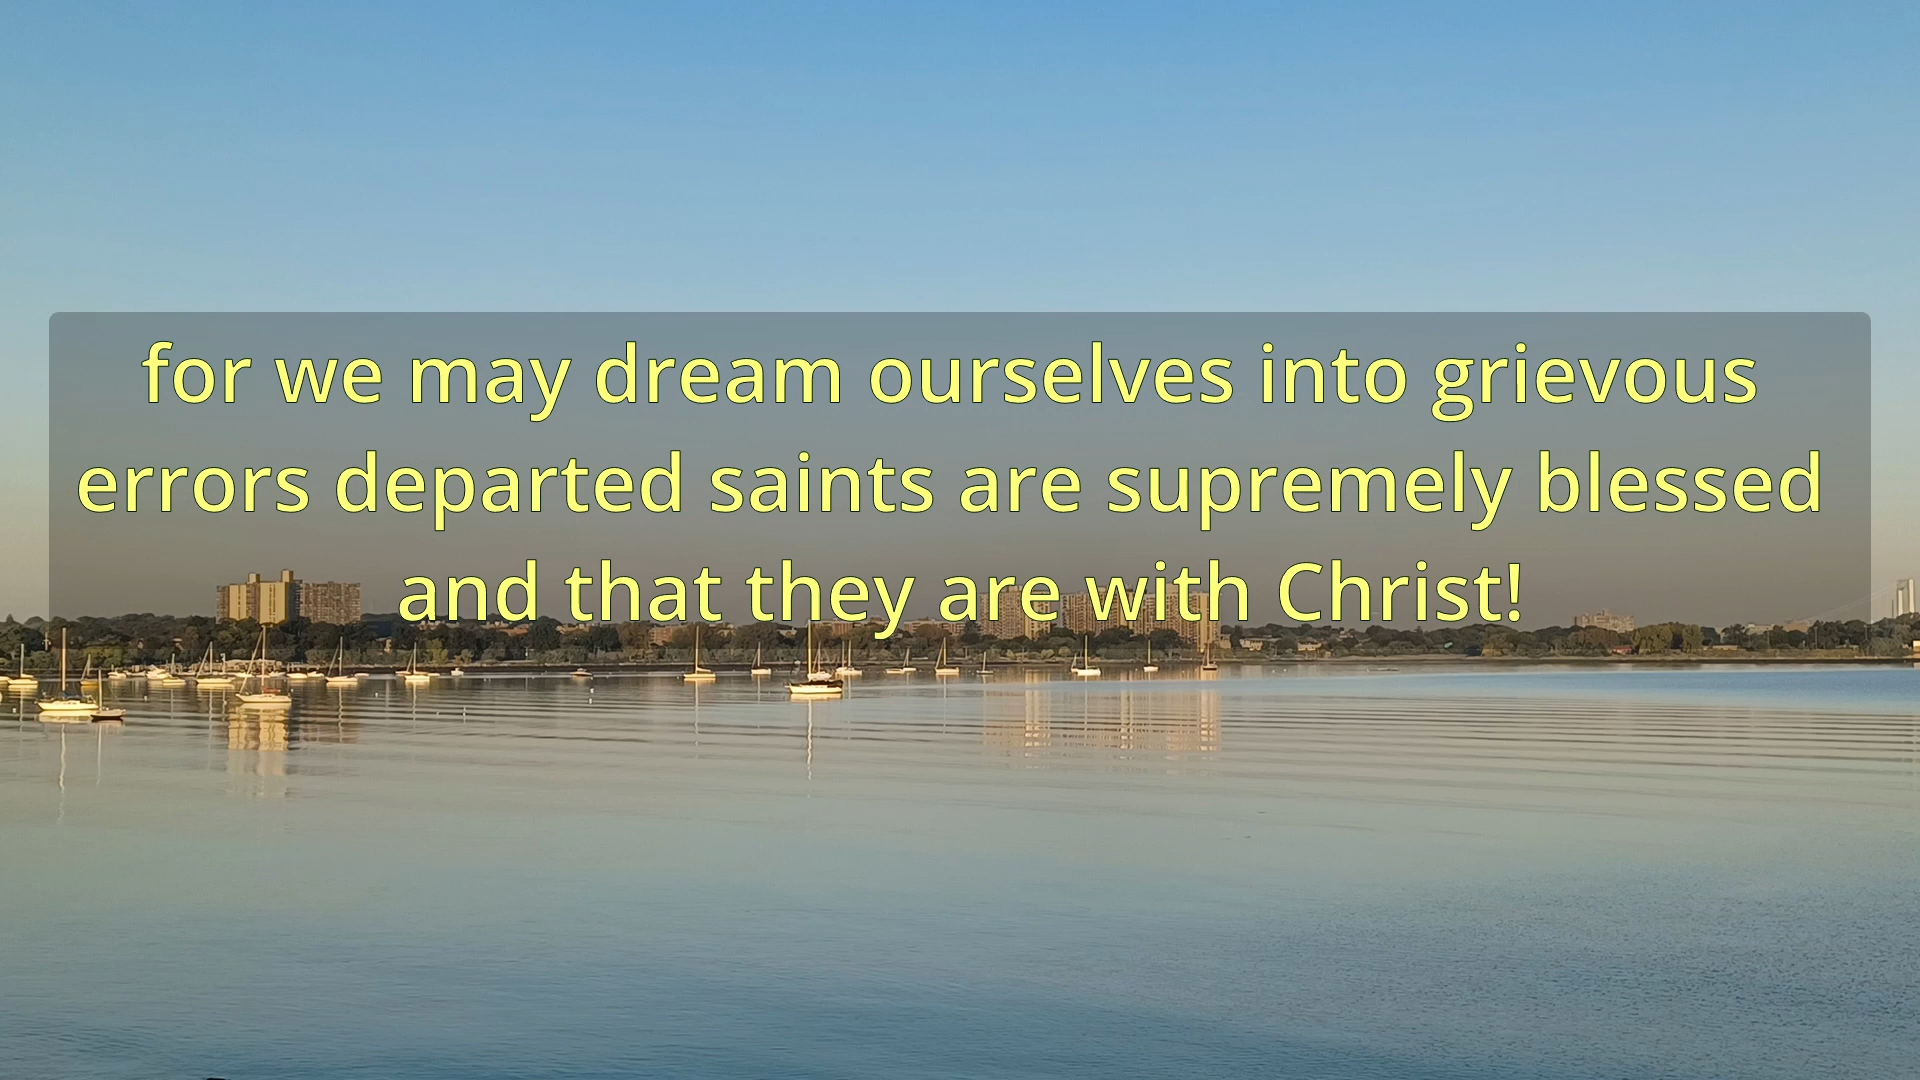 for we may dream ourselves into grievous
errors departed saints are supremely blessed
and that they are with Christ!